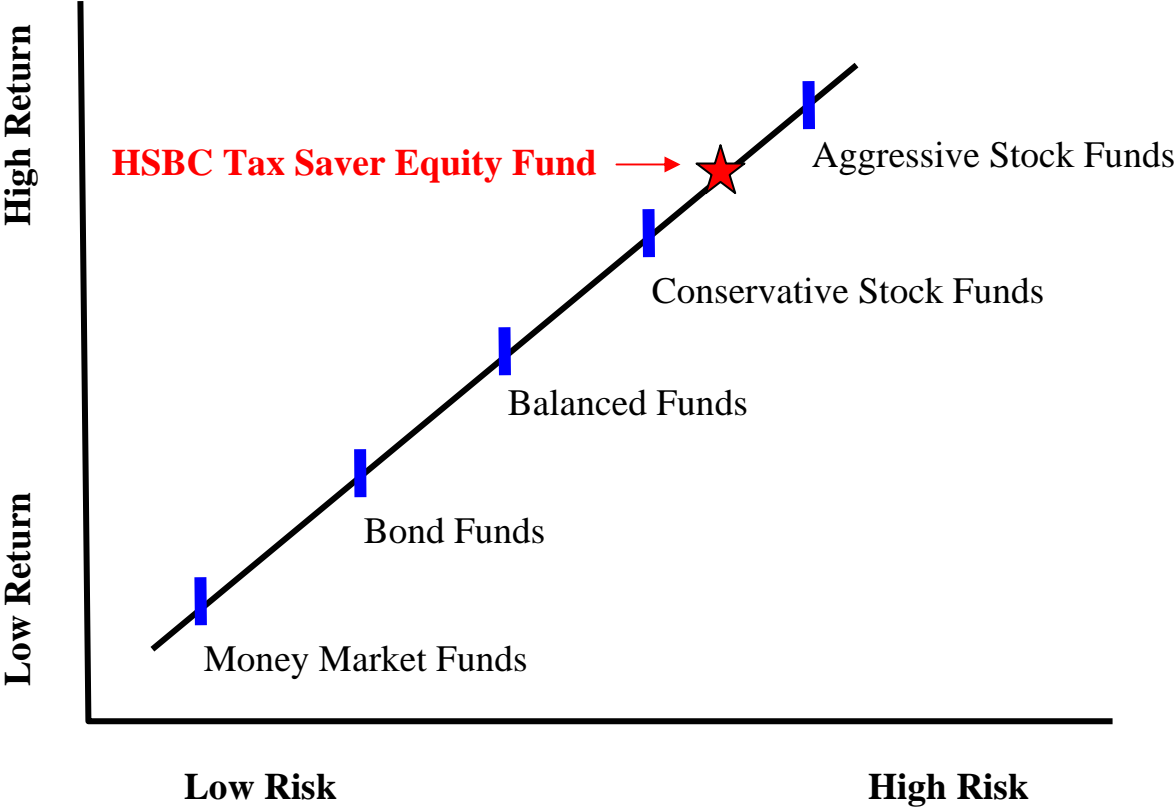 High Return
HSBC Tax Saver Equity Fund
Aggressive Stock Funds
Conservative Stock Funds
Balanced Funds
Low Return
Bond Funds
Money Market Funds
Low Risk
High Risk